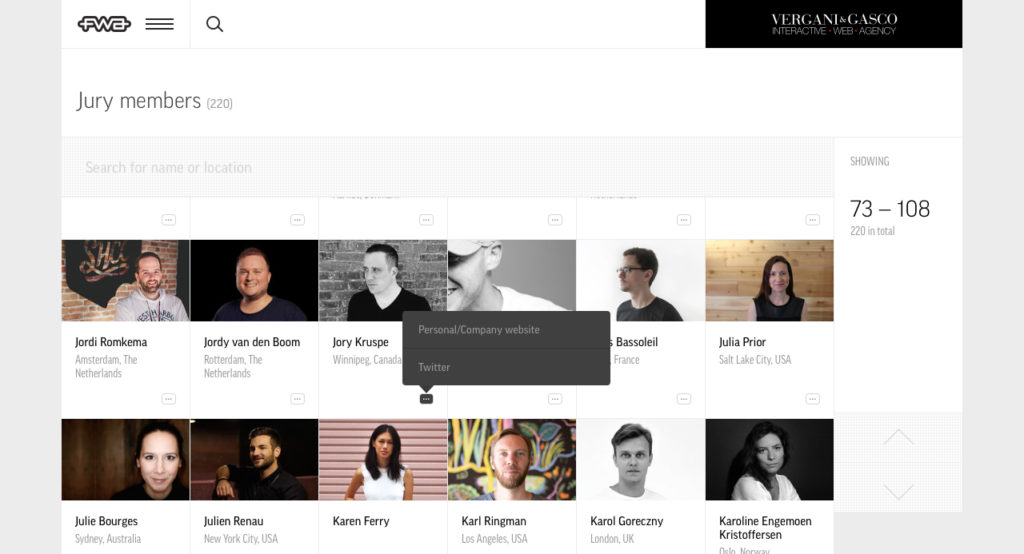 FWA
VERGANI & GASCO
INTERACTIVE · WEB · AGENCY
Jury members (220)
Search for name or location
SHOWING
73 – 108
220 in total
Personal/Company website
Twitter
Jordi Romkema
Amsterdam, The
Netherlands
Jordy van den Boom
Rotterdam, The
Netherlands
Jory Kruspe
Winnipeg, Canada
Bassoleil
France
Julia Prior
Salt Lake City, USA
Julie Bourges
Sydney, Australia
Julien Renau
New York City, USA
Karen Ferry
Karl Ringman
Los Angeles, USA
Karol Goreczny
London, UK
Karoline Engemoen
Kristoffersen
Oslo, Norway